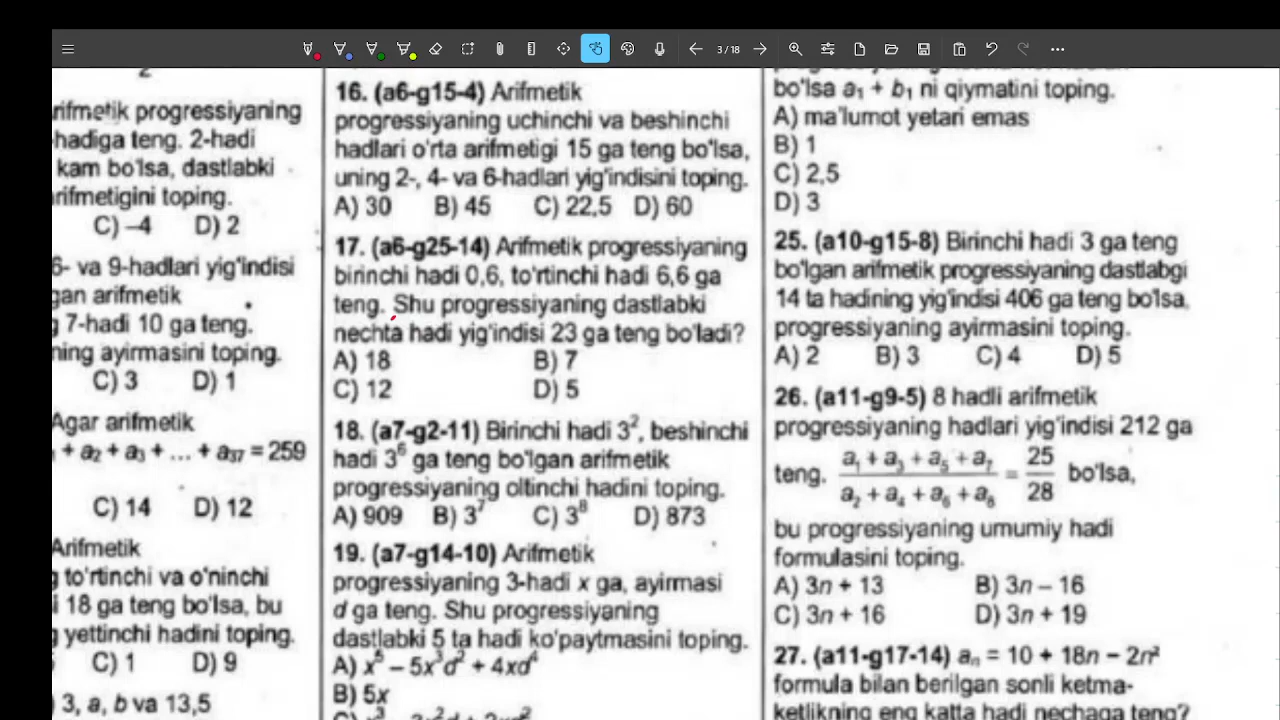 3 / 18
2
rifmetik progressiyaning
hadiga teng. 2-hadi
kam bo'lsa, dastlabki
rifmetigini toping.
C) –4 D) 2
6- va 9-hadlari yig'indisi
gan arifmetik
g 7-hadi 10 ga teng.
ning ayirmasini toping.
C) 3 D) 1
Agar arifmetik
+ a₂ + a₃ + ... + a₃₇ = 259
C) 14 D) 12
Arifmetik
g to'rtinchi va o'ninchi
i 18 ga teng bo'lsa, bu
g yettinchi hadini toping.
C) 1 D) 9
3, a, b va 13,5
16. (a6-g15-4) Arifmetik
progressiyaning uchinchi va beshinchi
hadlari o'rta arifmetigi 15 ga teng bo'lsa,
uning 2-, 4- va 6-hadlari yig'indisini toping.
A) 30 B) 45 C) 22,5 D) 60
17. (a6-g25-14) Arifmetik progressiyaning
birinchi hadi 0,6, to'rtinchi hadi 6,6 ga
teng. Shu progressiyaning dastlabki
nechta hadi yig'indisi 23 ga teng bo'ladi?
A) 18 B) 7
C) 12 D) 5
18. (a7-g2-11) Birinchi hadi 3², beshinchi
hadi 3⁶ ga teng bo'lgan arifmetik
progressiyaning oltinchi hadini toping.
A) 909 B) 3⁷ C) 3⁸ D) 873
19. (a7-g14-10) Arifmetik
progressiyaning 3-hadi x ga, ayirmasi
d ga teng. Shu progressiyaning
dastlabki 5 ta hadi ko'paytmasini toping.
A) x⁵ – 5x³d² + 4xd⁴
B) 5x
bo'lsa a₁ + b₁ ni qiymatini toping.
A) ma'lumot yetari emas
B) 1
C) 2,5
D) 3
25. (a10-g15-8) Birinchi hadi 3 ga teng
bo'lgan arifmetik progressiyaning dastlabgi
14 ta hadining yig'indisi 406 ga teng bo'lsa,
progressiyaning ayirmasini toping.
A) 2 B) 3 C) 4 D) 5
26. (a11-g9-5) 8 hadli arifmetik
progressiyaning hadlari yig'indisi 212 ga
teng. (a₁ + a₃ + a₅ + a₇)/(a₂ + a₄ + a₆ + a₈) = 25/28 bo'lsa,
bu progressiyaning umumiy hadi
formulasini toping.
A) 3n + 13 B) 3n – 16
C) 3n + 16 D) 3n + 19
27. (a11-g17-14) aₙ = 10 + 18n – 2n²
formula bilan berilgan sonli ketma-
ketlikning eng katta hadi nechaga teng?